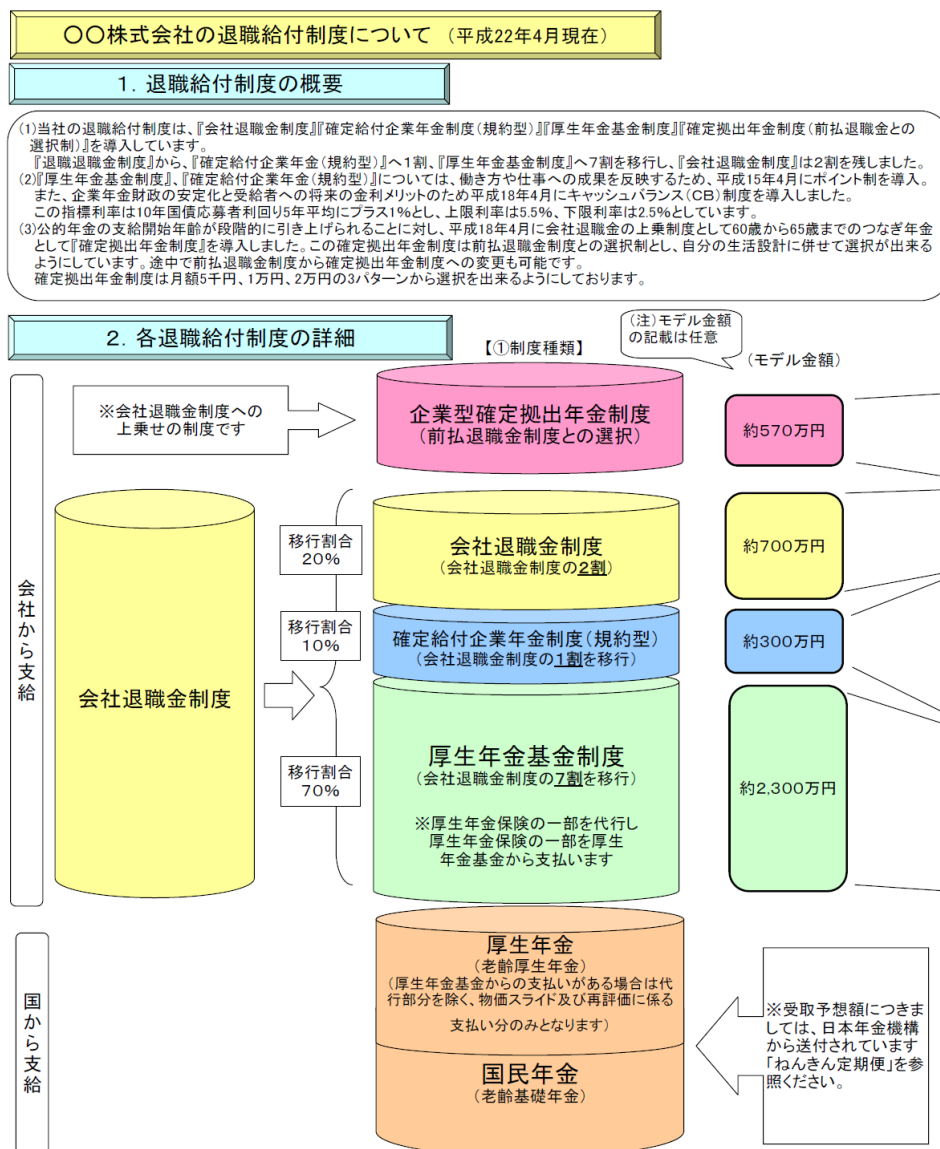 〇〇株式会社の退職給付制度について （平成22年4月現在）
１．退職給付制度の概要
(1)当社の退職給付制度は、『会社退職金制度』『確定給付企業年金制度（規約型）』『厚生年金基金制度』『確定拠出年金制度（前払退職金との
選択制）』を導入しています。
『退職退職金制度』から、『確定給付企業年金（規約型）』へ１割、『厚生年金基金制度』へ７割を移行し、『会社退職金制度』は２割を残しました。
(2)『厚生年金基金制度』、『確定給付企業年金（規約型）』については、働き方や仕事への成果を反映するため、平成15年４月にポイント制を導入。
また、企業年金財政の安定化と受給者への将来の金利メリットのため平成18年４月にキャッシュバランス（ＣＢ）制度を導入しました。
この指標利率は10年国債応募者利回り５年平均にプラス１％とし、上限利率は5.5％、下限利率は2.5％としています。
(3)公的年金の支給開始年齢が段階的に引き上げられることに対し、平成18年４月に会社退職金の上乗制度として60歳から65歳までのつなぎ年金
として『確定拠出年金制度』を導入しました。この確定拠出年金制度は前払退職金制度との選択制とし、自分の生活設計に併せて選択が出来る
ようにしています。途中で前払退職金制度から確定拠出年金制度への変更も可能です。
確定拠出年金制度は月額５千円、１万円、２万円の３パターンから選択を出来るようにしております。
２．各退職給付制度の詳細
【①制度種類】
（注）モデル金額
の記載は任意
（モデル金額）
会社から支給
※会社退職金制度への
上乗せの制度です
企業型確定拠出年金制度
（前払退職金制度との選択）
約570万円
会社退職金制度
移行割合
20％
会社退職金制度
（会社退職金制度の２割）
約700万円
移行割合
10％
確定給付企業年金制度（規約型）
（会社退職金制度の１割を移行）
約300万円
移行割合
70％
厚生年金基金制度
（会社退職金制度の７割を移行）
※厚生年金保険の一部を代行し
厚生年金保険の一部を厚生
年金基金から支払います
約2,300万円
国から支給
厚生年金
（老齢厚生年金）
（厚生年金基金からの支払いがある場合は代
行部分を除く、物価スライド及び再評価に係る
支払い分のみとなります）
国民年金
（老齢基礎年金）
※受取予想額につきま
しては、日本年金機構
から送付されています
「ねんきん定期便」を参
照ください。